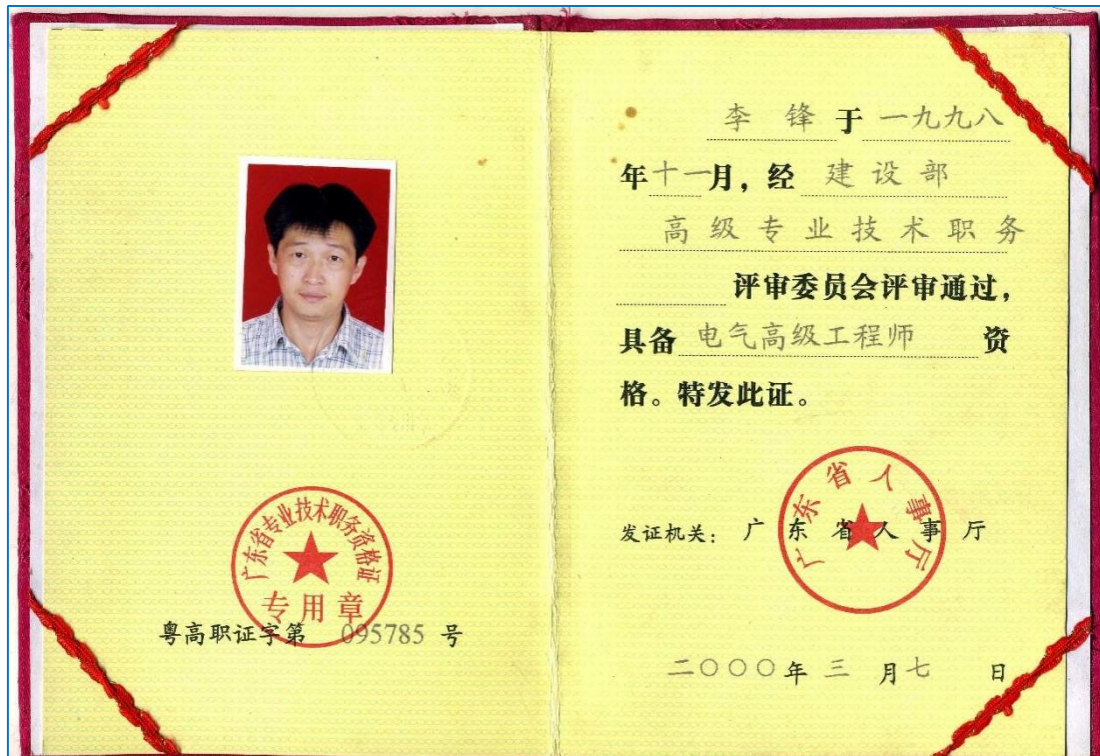 广东省专业技术职务资格证
专用章
粤高职证字第 095785 号
李 锋 于 一九九八
年十一月，经 建设部
高级专业技术职务
评审委员会评审通过，
具备 电气高级工程师 资
格。特发此证。
广东省人事厅
发证机关：广东省人事厅
二〇〇〇年 三 月七 日